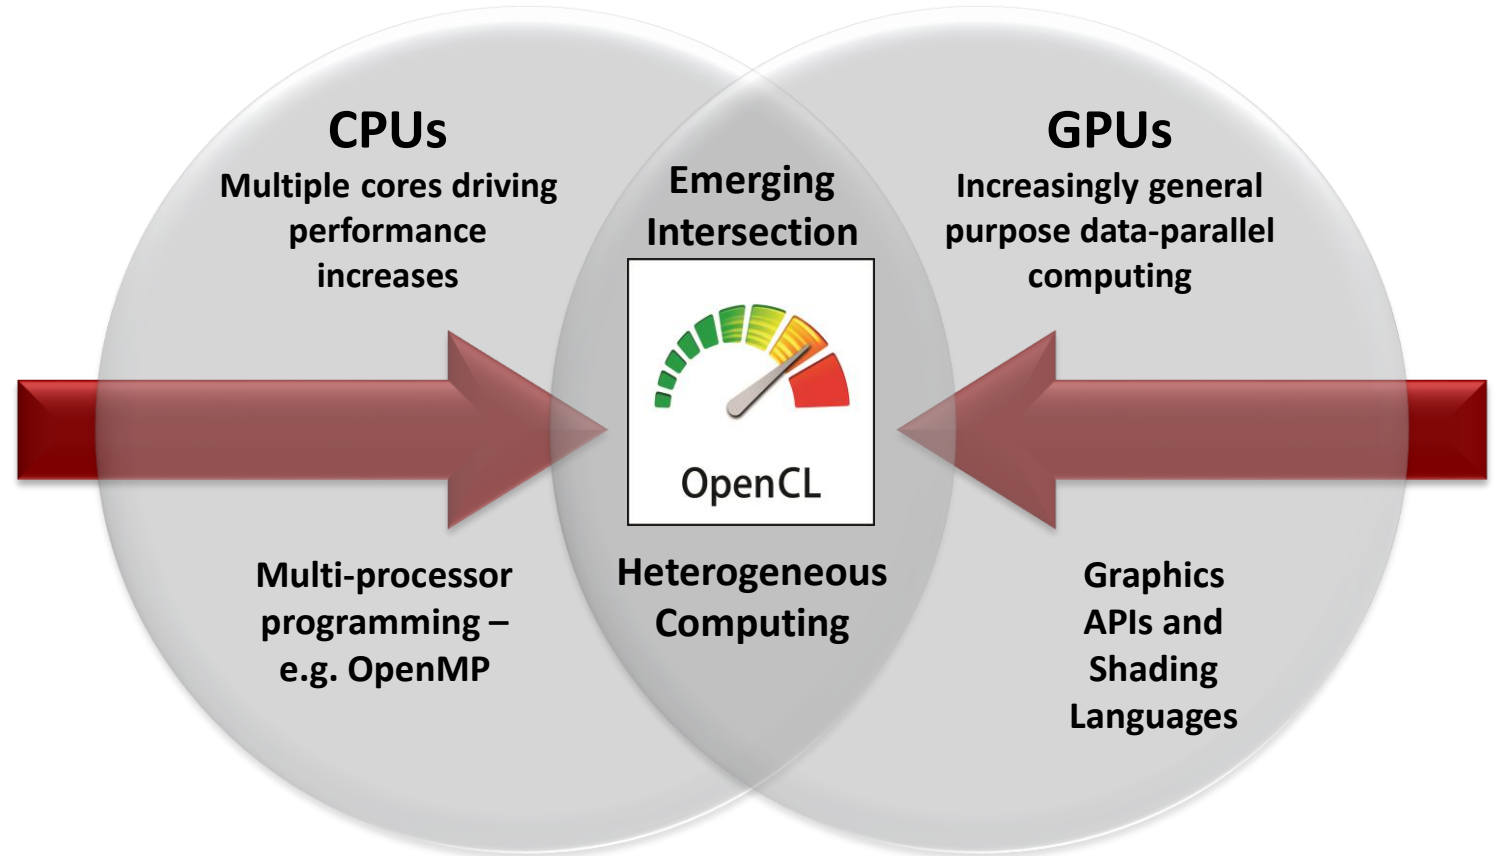 CPUs
Multiple cores driving
performance
increases
Multi-processor
programming –
e.g. OpenMP
Emerging
Intersection
OpenCL
Heterogeneous
Computing
GPUs
Increasingly general
purpose data-parallel
computing
Graphics
APIs and
Shading
Languages